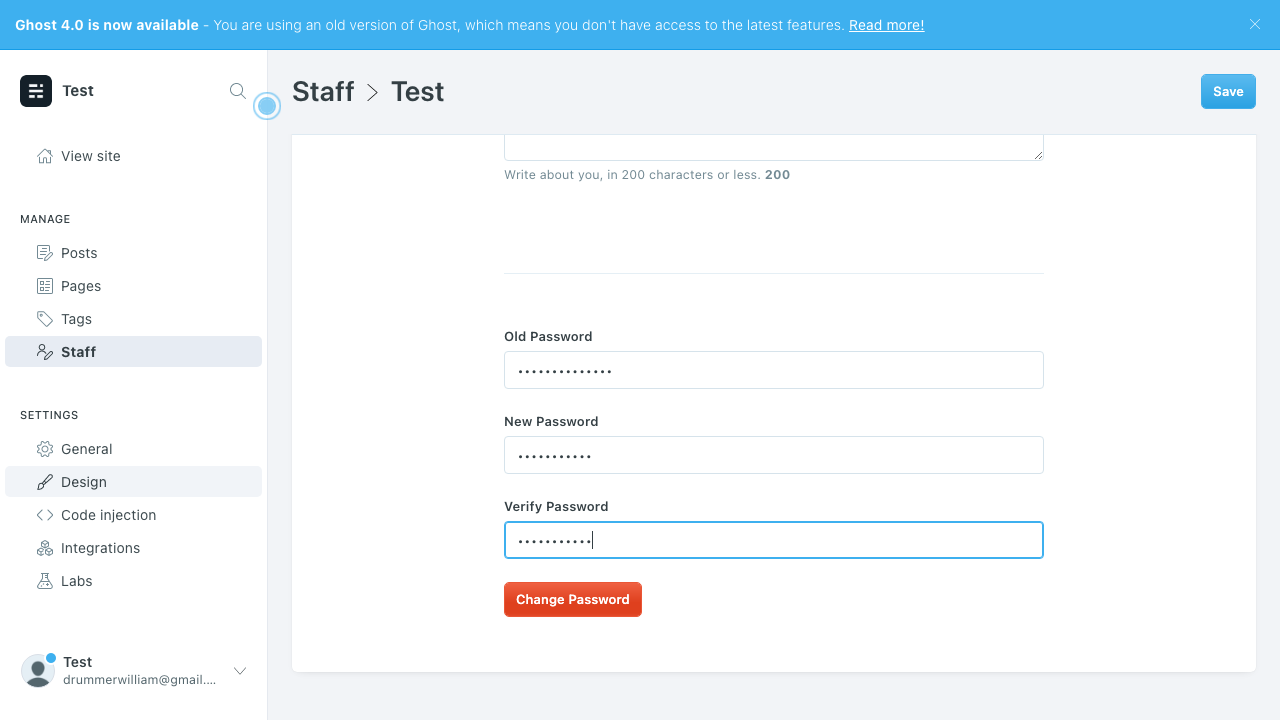 Ghost 4.0 is now available - You are using an old version of Ghost, which means you don't have access to the latest features. Read more!
Test
Staff > Test
Save
View site
Write about you, in 200 characters or less. 200
MANAGE
Posts
Pages
Tags
Staff
Old Password
••••••••••••••
SETTINGS
New Password
General
•••••••••••
Design
Verify Password
Code injection
•••••••••••
Integrations
Labs
Change Password
Test
drummerwilliam@gmail....